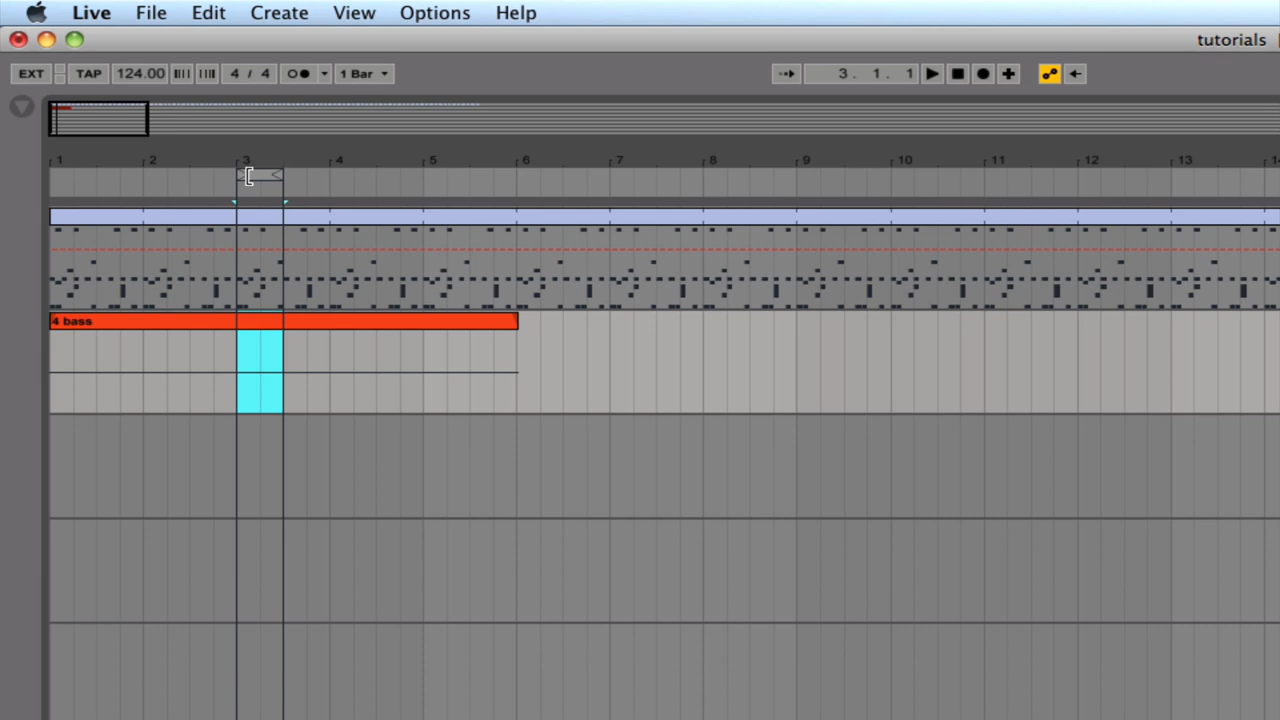 Live File Edit Create View Options Help
tutorials
EXT TAP 124.00 4 / 4 1 Bar 3. 1. 1
1 2 3 4 5 6 7 8 9 10 11 12 13
4 bass